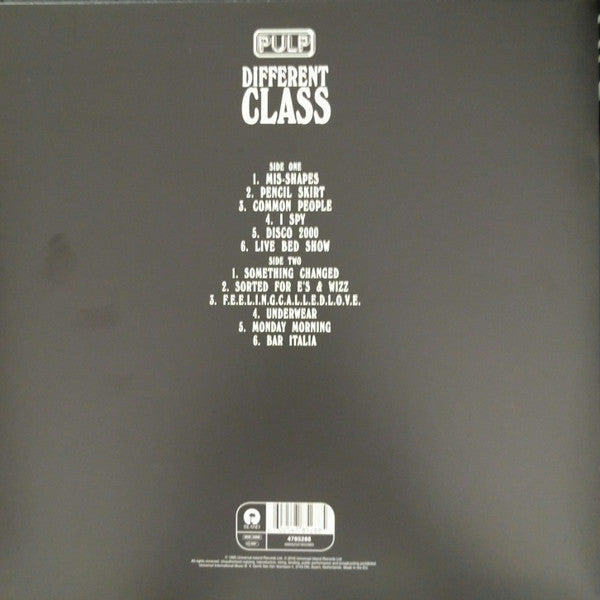 PULP
DIFFERENT
CLASS
SIDE ONE
1. MIS-SHAPES
2. PENCIL SKIRT
3. COMMON PEOPLE
4. I SPY
5. DISCO 2000
6. LIVE BED SHOW
SIDE TWO
1. SOMETHING CHANGED
2. SORTED FOR E'S & WIZZ
3. F.E.E.L.I.N.G.C.A.L.L.E.D.L.O.V.E.
4. UNDERWEAR
5. MONDAY MORNING
6. BAR ITALIA
ISLAND
4765288